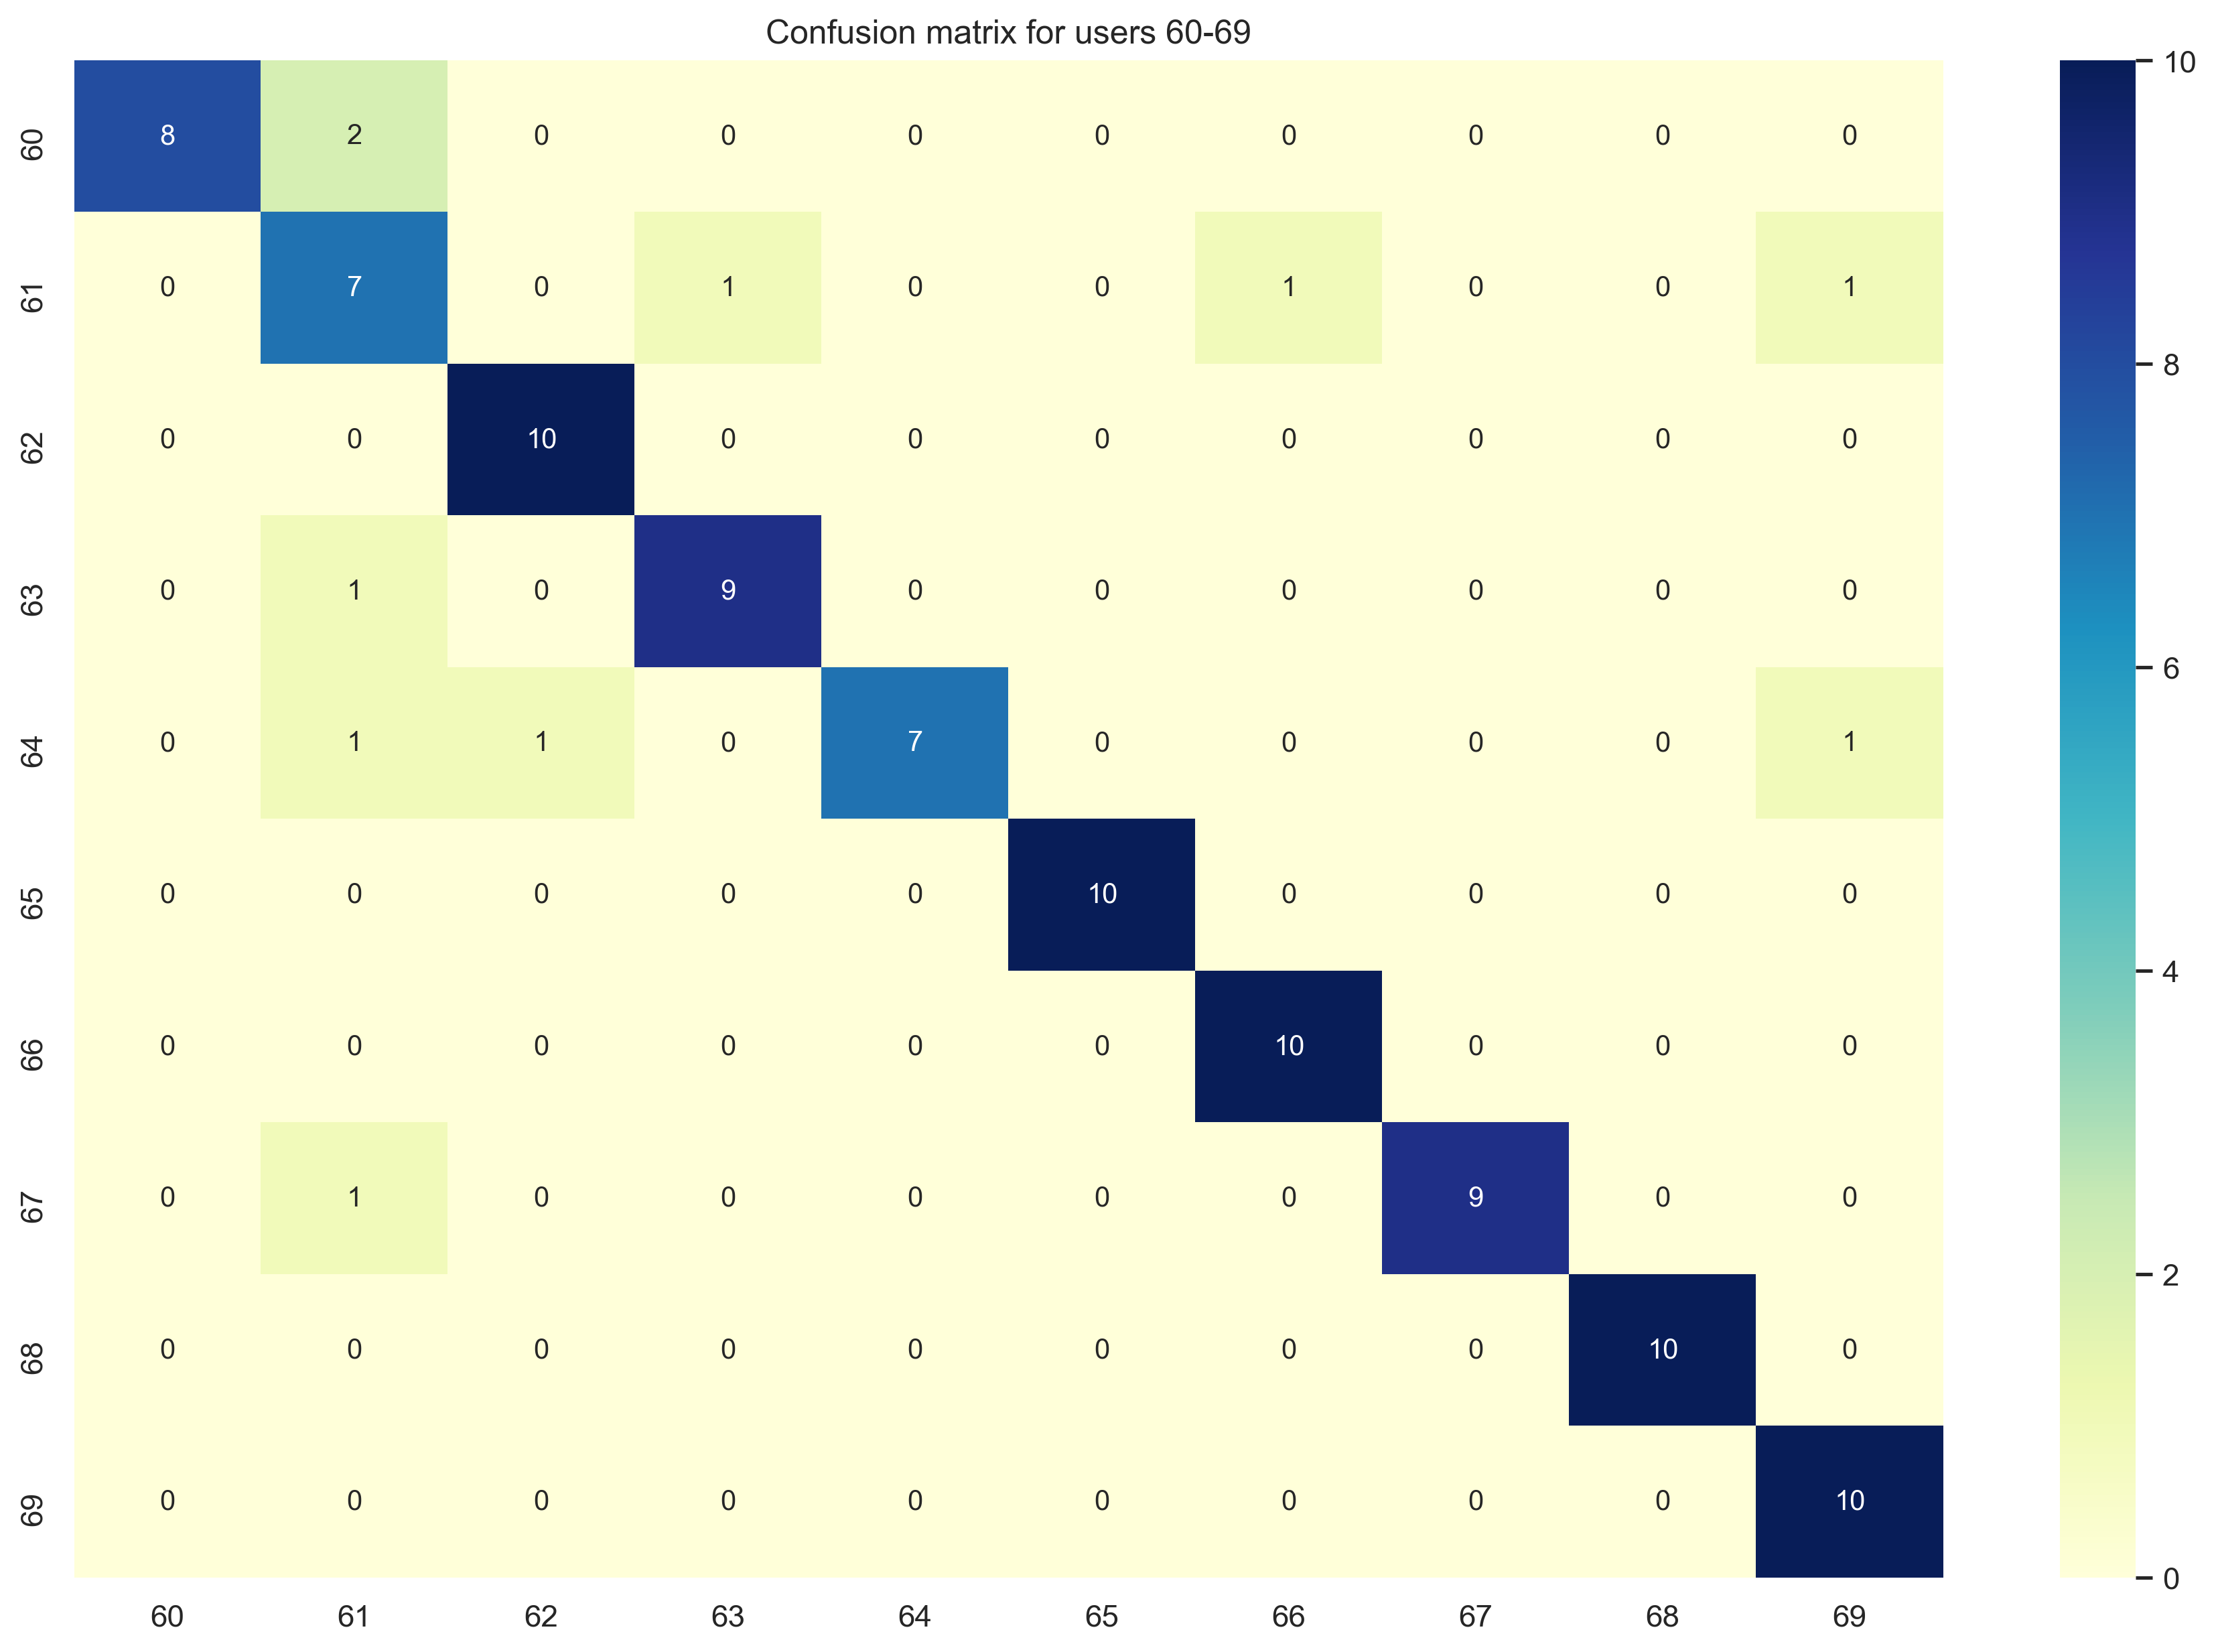 Confusion matrix for users 60-69
60 8 2 0 0 0 0 0 0 0 0
61 0 7 0 1 0 0 1 0 0 1
62 0 0 10 0 0 0 0 0 0 0
63 0 1 0 9 0 0 0 0 0 0
64 0 1 1 0 7 0 0 0 0 1
65 0 0 0 0 0 10 0 0 0 0
66 0 0 0 0 0 0 10 0 0 0
67 0 1 0 0 0 0 0 9 0 0
68 0 0 0 0 0 0 0 0 10 0
69 0 0 0 0 0 0 0 0 0 10
60 61 62 63 64 65 66 67 68 69
10
8
6
4
2
0